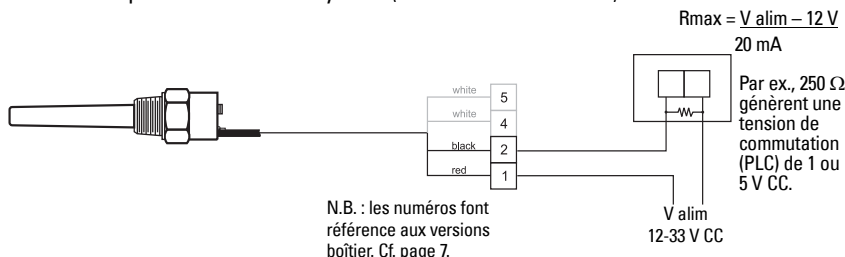 Rmax = V alim – 12 V
20 mA
white
5
white
4
black
2
red
1
Par ex., 250 Ω
génèrent une
tension de
commutation
(PLC) de 1 ou
5 V CC.
N.B. : les numéros font
référence aux versions
boîtier. Cf. page 7.
V alim
12-33 V CC